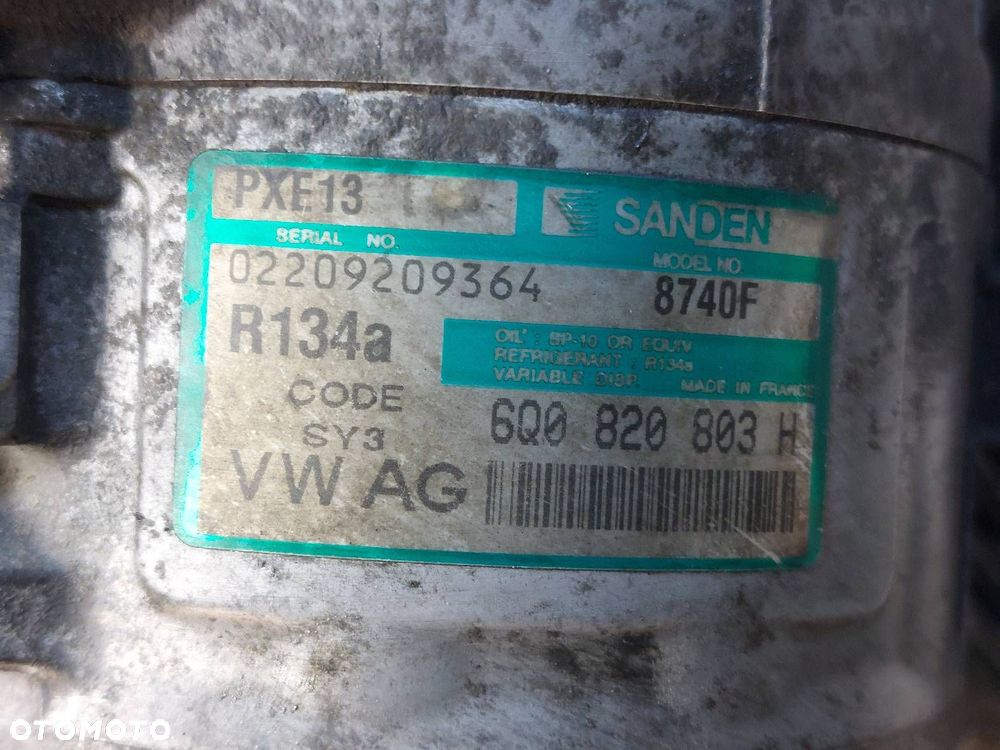 PXE13
SANDEN
SERIAL NO.
MODEL NO.
02209209364
8740F
R134a
OIL : SP-10 OR EQUIV
REFRIGERANT : R134a
VARIABLE DISP. MADE IN FRANCE
CODE
6Q0 820 803 H
SY3
VW AG
OTOMOTO